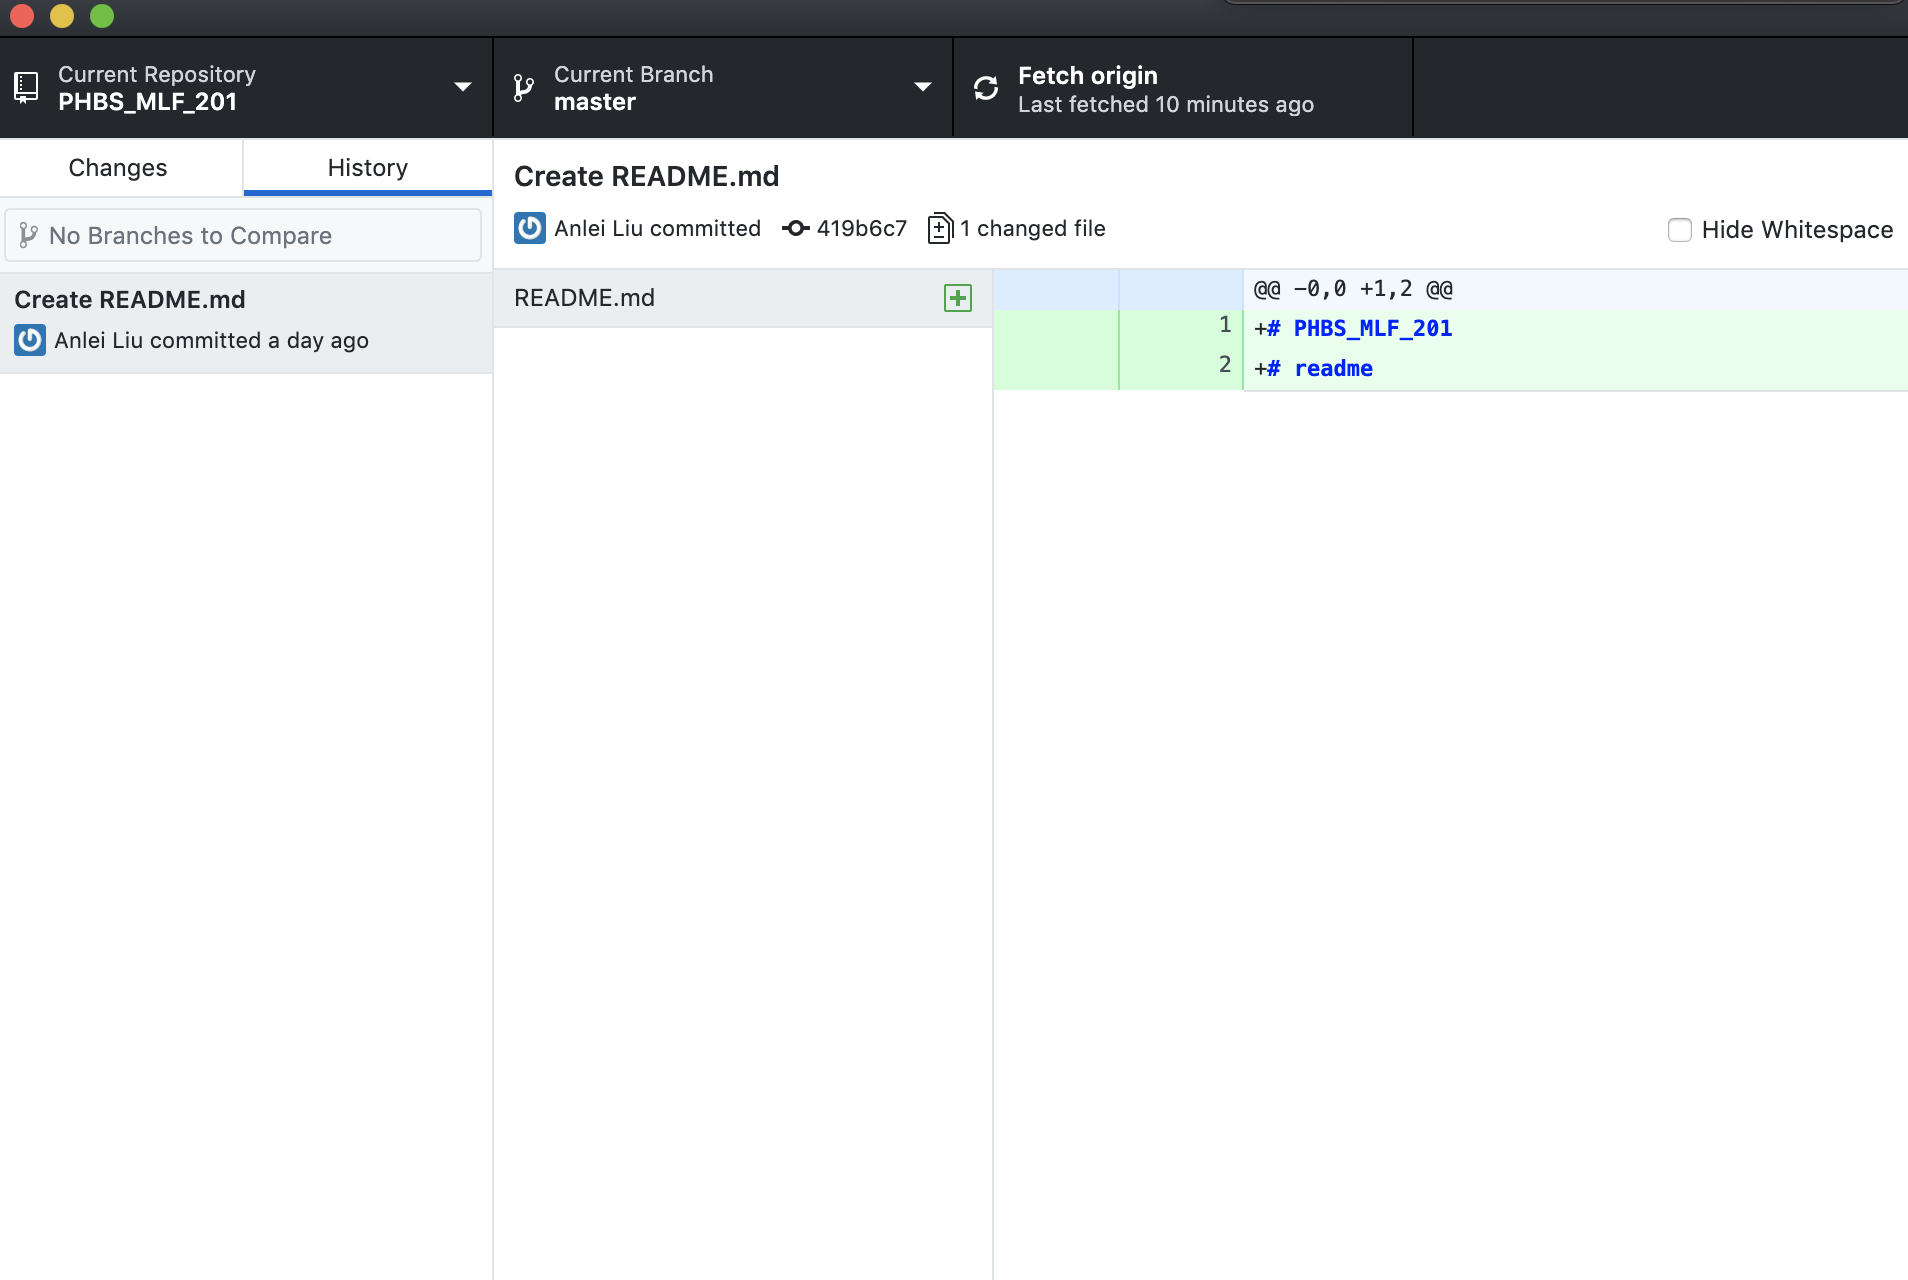 Current Repository
PHBS_MLF_201
Current Branch
master
Fetch origin
Last fetched 10 minutes ago
Changes
History
No Branches to Compare
Create README.md
Anlei Liu committed a day ago
Create README.md
Anlei Liu committed 419b6c7 1 changed file
Hide Whitespace
README.md
@@ -0,0 +1,2 @@
1 +# PHBS_MLF_201
2 +# readme